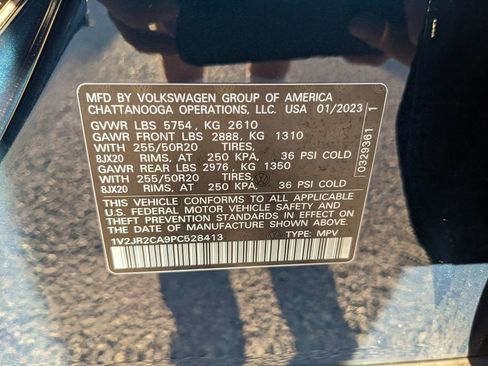 MFD BY VOLKSWAGEN GROUP OF AMERICA
CHATTANOOGA OPERATIONS, LLC. USA 01/2023
GVWR LBS 5754, KG 2610
GAWR FRONT LBS 2888, KG 1310
WITH 255/50R20 TIRES,
8JX20 RIMS, AT 250 KPA, 36 PSI COLD
GAWR REAR LBS 2976, KG 1350
WITH 255/50R20 TIRES,
8JX20 RIMS, AT 250 KPA, 36 PSI COLD
THIS VEHICLE CONFORMS TO ALL APPLICABLE
U.S. FEDERAL MOTOR VEHICLE SAFETY AND
THEFT PREVENTION STANDARDS IN EFFECT ON THE
DATE OF MANUFACTURE SHOWN ABOVE.
1V2JR2CA9PC528413 TYPE: MPV
0329361 1